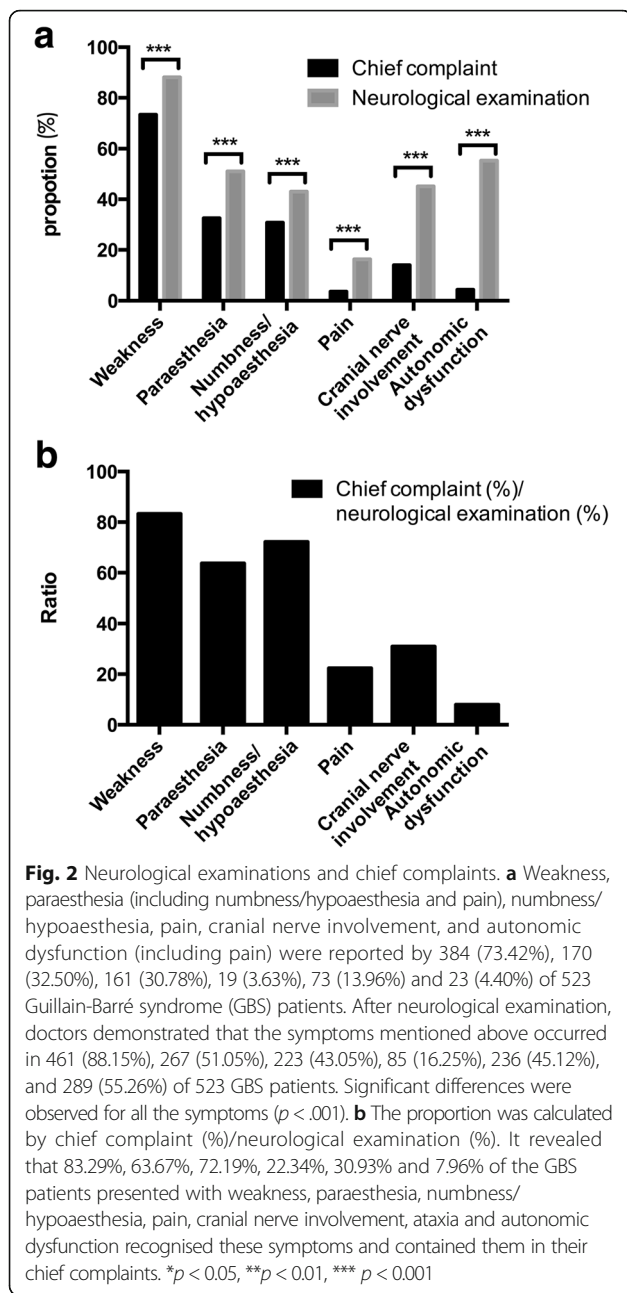 a
100
80
60
40
20
0
propotion (%)
***
***
***
***
***
***
Chief complaint
Neurological examination
Weakness
Paraesthesia
Numbness/
hypoaesthesia
Pain
Cranial nerve
involvement
Autonomic
dysfunction
b
100
80
60
40
20
0
Ratio
Chief complaint (%)/
neurological examination (%)
Weakness
Paraesthesia
Numbness/
hypoaesthesia
Pain
Cranial nerve
involvement
Autonomic
dysfunction
Fig. 2 Neurological examinations and chief complaints. a Weakness,
paraesthesia (including numbness/hypoaesthesia and pain), numbness/
hypoaesthesia, pain, cranial nerve involvement, and autonomic
dysfunction (including pain) were reported by 384 (73.42%), 170
(32.50%), 161 (30.78%), 19 (3.63%), 73 (13.96%) and 23 (4.40%) of 523
Guillain-Barré syndrome (GBS) patients. After neurological examination,
doctors demonstrated that the symptoms mentioned above occurred
in 461 (88.15%), 267 (51.05%), 223 (43.05%), 85 (16.25%), 236 (45.12%),
and 289 (55.26%) of 523 GBS patients. Significant differences were
observed for all the symptoms (p < .001). b The proportion was calculated
by chief complaint (%)/neurological examination (%). It revealed
that 83.29%, 63.67%, 72.19%, 22.34%, 30.93% and 7.96% of the GBS
patients presented with weakness, paraesthesia, numbness/
hypoaesthesia, pain, cranial nerve involvement, ataxia and autonomic
dysfunction recognised these symptoms and contained them in their
chief complaints. *p < 0.05, **p < 0.01, *** p < 0.001